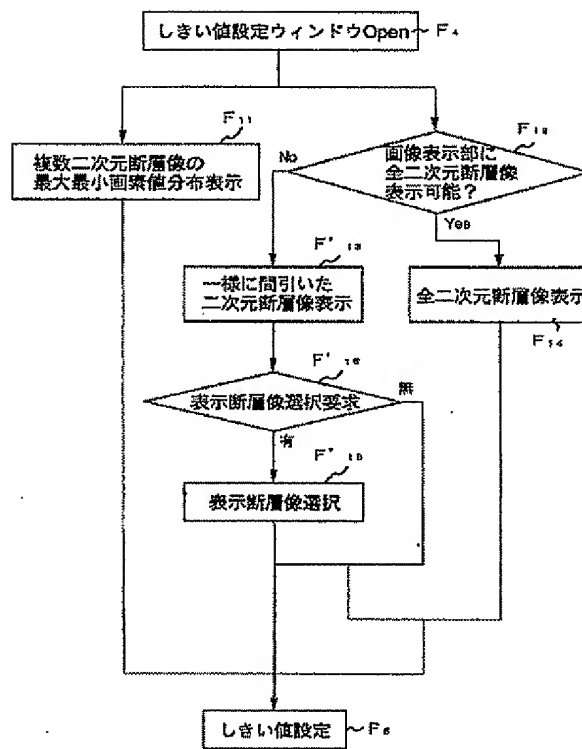 しきい値設定ウィンドウOpen
F₄
F₁₁
複数二次元断層像の
最大最小画素値分布表示
F₁₂
画像表示部に
全二次元断層像
表示可能？
No
Yes
F'₁₃
一様に間引いた
二次元断層像表示
全二次元断層像表示
F₁₄
表示断層像選択要求
無
有
表示断層像選択
しきい値設定